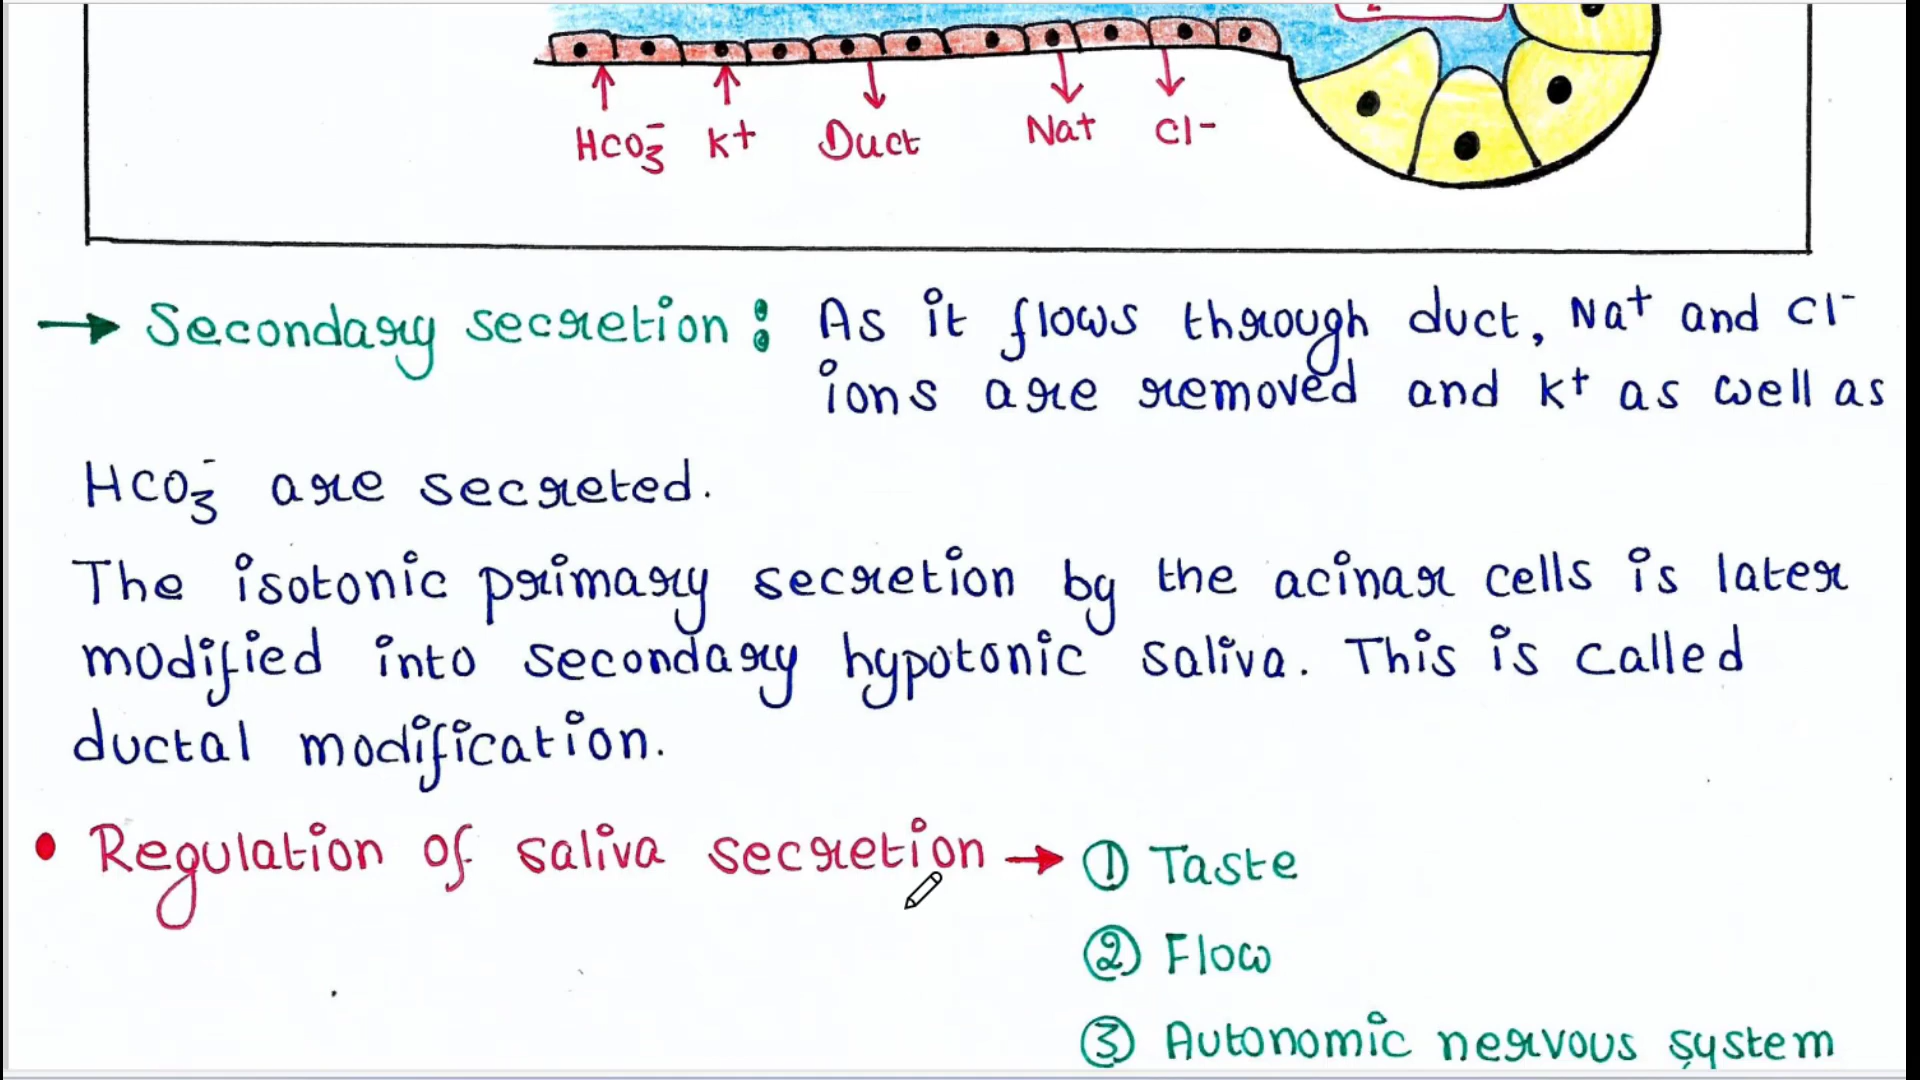 HCO₃⁻ K⁺ Duct Na⁺ Cl⁻
→ Secondary secretion : As it flows through duct, Na⁺ and Cl⁻
ions are removed and K⁺ as well as
HCO₃⁻ are secreted.
The isotonic primary secretion by the acinar cells is later
modified into secondary hypotonic saliva. This is called
ductal modification.
• Regulation of saliva secretion → ① Taste
② Flow
③ Autonomic nervous system